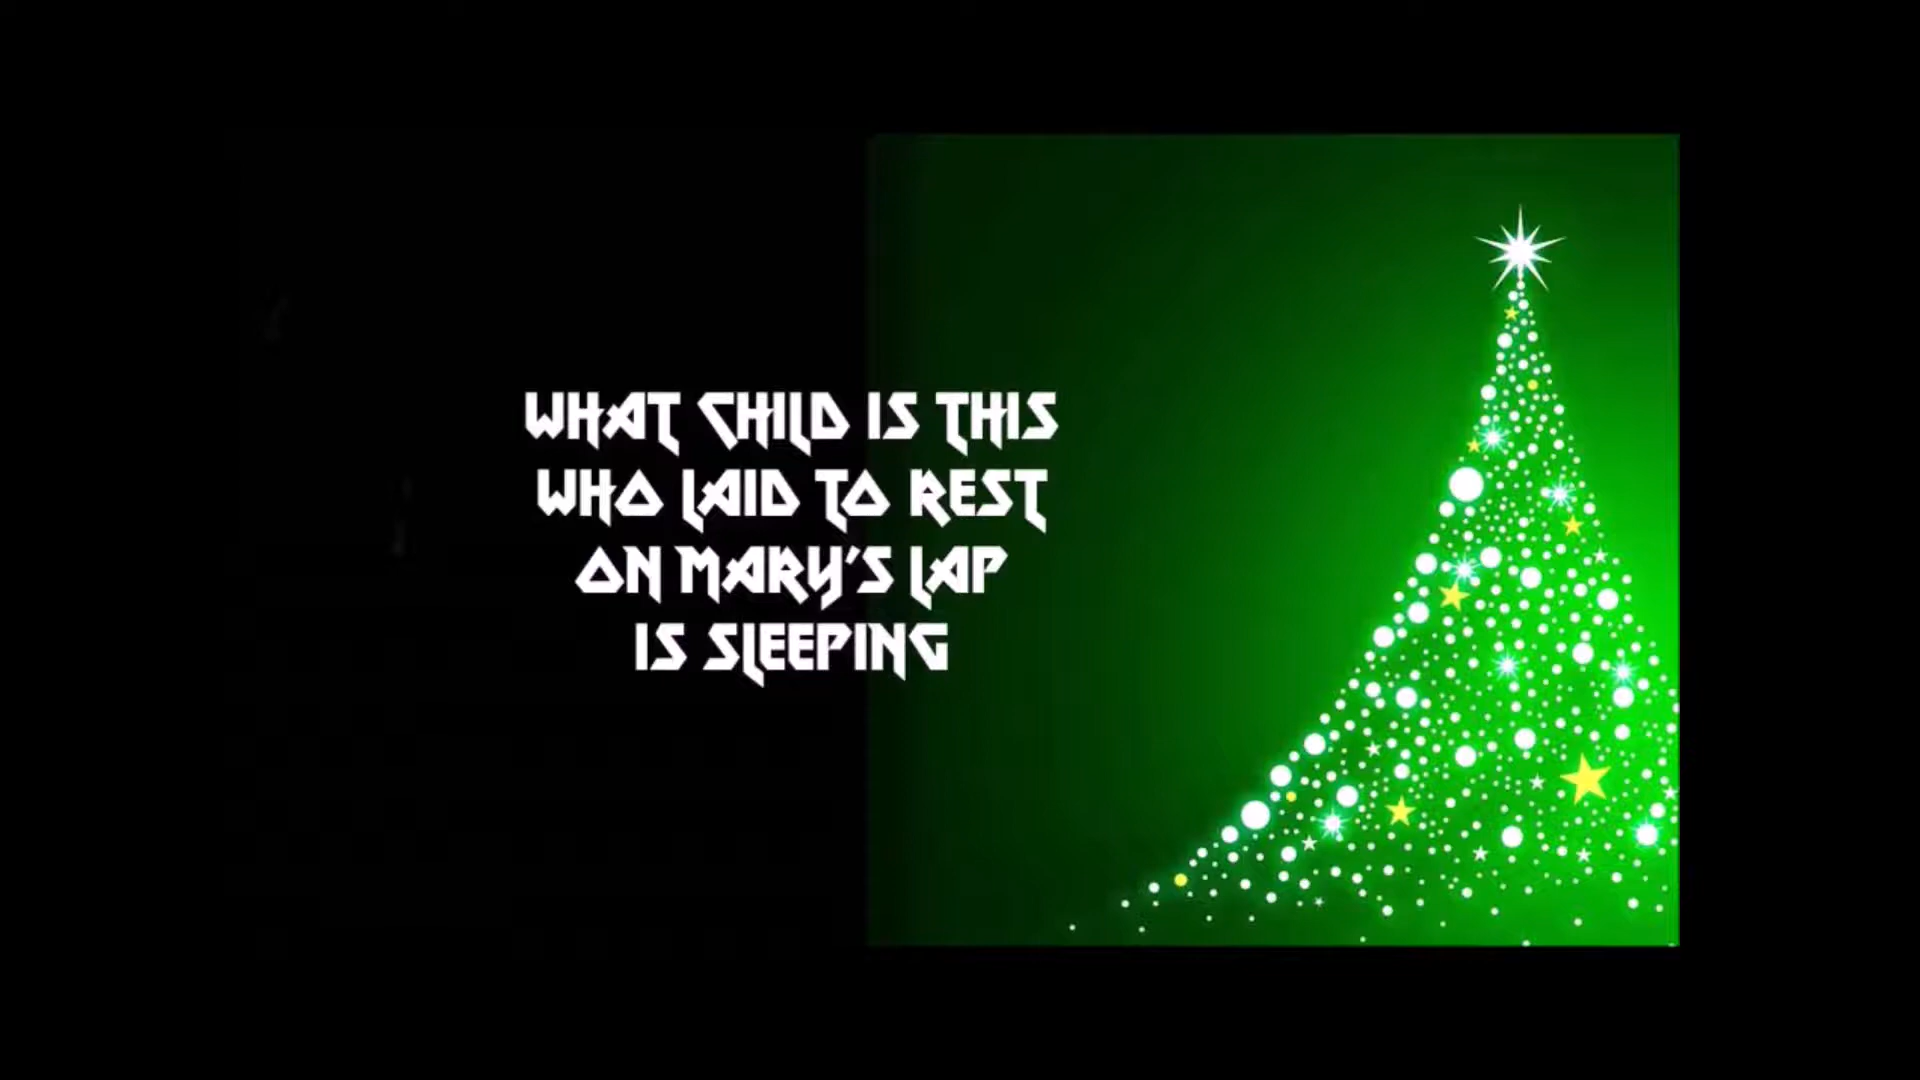 WHAT CHILD IS THIS
WHO LAID TO REST
ON MARY'S LAP
IS SLEEPING